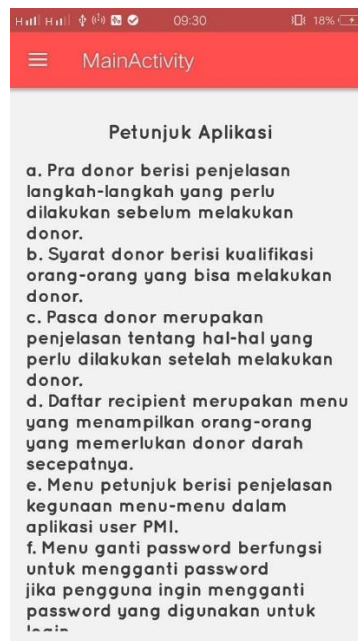 09:30
18%
MainActivity
Petunjuk Aplikasi
a. Pra donor berisi penjelasan
langkah-langkah yang perlu
dilakukan sebelum melakukan
donor.
b. Syarat donor berisi kualifikasi
orang-orang yang bisa melakukan
donor.
c. Pasca donor merupakan
penjelasan tentang hal-hal yang
perlu dilakukan setelah melakukan
donor.
d. Daftar recipient merupakan menu
yang menampilkan orang-orang
yang memerlukan donor darah
secepatnya.
e. Menu petunjuk berisi penjelasan
kegunaan menu-menu dalam
aplikasi user PMI.
f. Menu ganti password berfungsi
untuk mengganti password
jika pengguna ingin mengganti
password yang digunakan untuk